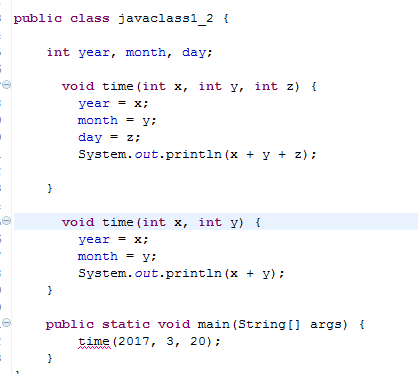 public class javaclass1_2 {
int year, month, day;
void time(int x, int y, int z) {
year = x;
month = y;
day = z;
System.out.println(x + y + z);
}
void time(int x, int y) {
year = x;
month = y;
System.out.println(x + y);
}
public static void main(String[] args) {
time(2017, 3, 20);
}